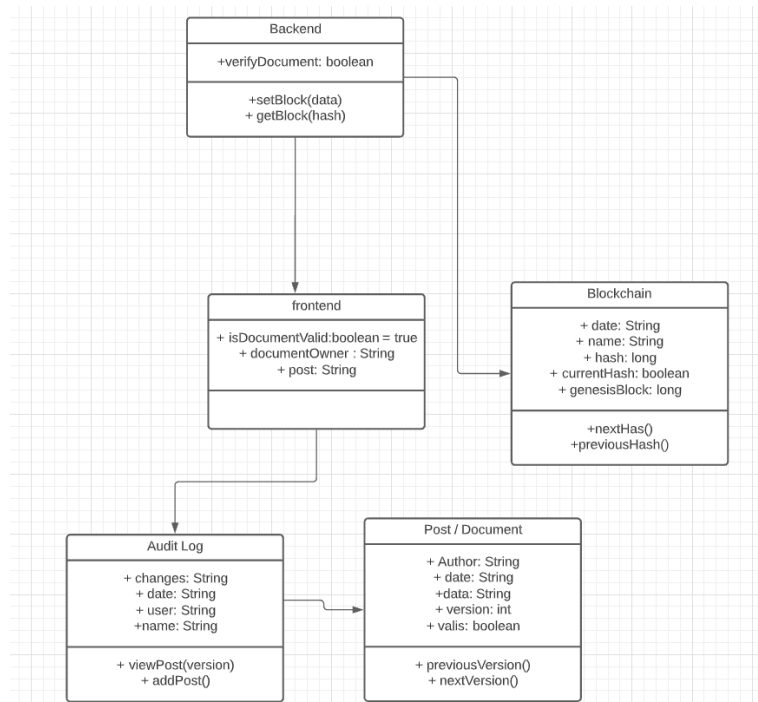 Backend
+verifyDocument: boolean
+setBlock(data)
+ getBlock(hash)
frontend
+ isDocumentValid:boolean = true
+ documentOwner : String
+ post: String
Blockchain
+ date: String
+ name: String
+ hash: long
+ currentHash: boolean
+ genesisBlock: long
+nextHas()
+previousHash()
Audit Log
+ changes: String
+ date: String
+ user: String
+name: String
+ viewPost(version)
+ addPost()
Post / Document
+ Author: String
+ date: String
+data: String
+ version: int
+ valis: boolean
+ previousVersion()
+ nextVersion()